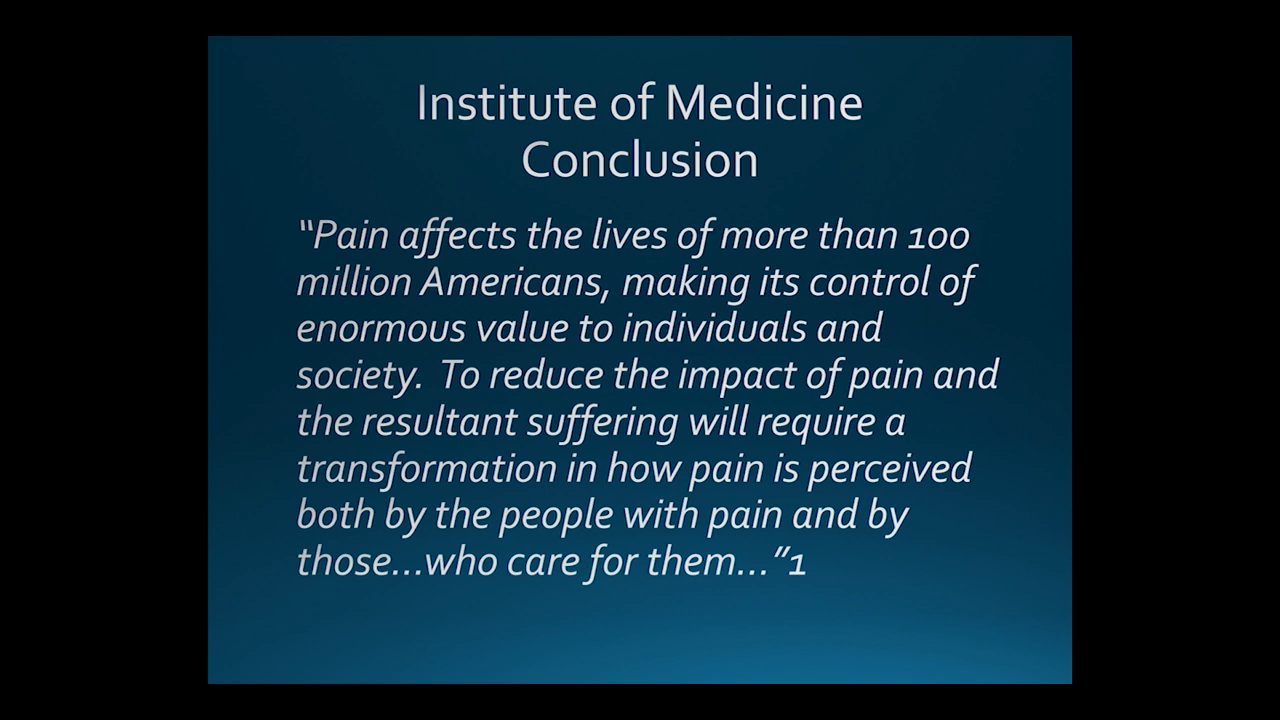 Institute of Medicine
Conclusion
“Pain affects the lives of more than 100
million Americans, making its control of
enormous value to individuals and
society.  To reduce the impact of pain and
the resultant suffering will require a
transformation in how pain is perceived
both by the people with pain and by
those…who care for them…”1